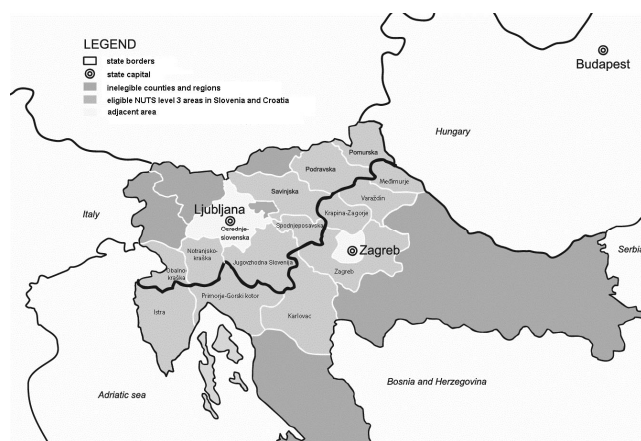 LEGEND
state borders
state capital
inelegible counties and regions
eligible NUTS level 3 areas in Slovenia and Croatia
adjacent area
Budapest
Hungary
Pomurska
Podravska
Međimurje
Savinjska
Varaždin
Italy
Ljubljana
Krapina-Zagorje
Osrednje-
slovenska
Spodnjeposavska
Serbia
Notranjsko-
kraška
Zagreb
Jugovzhodna Slovenija
Obalno-
kraška
Zagreb
Primorje-Gorski kotor
Istra
Karlovac
Bosnia and Herzegovina
Adriatic sea